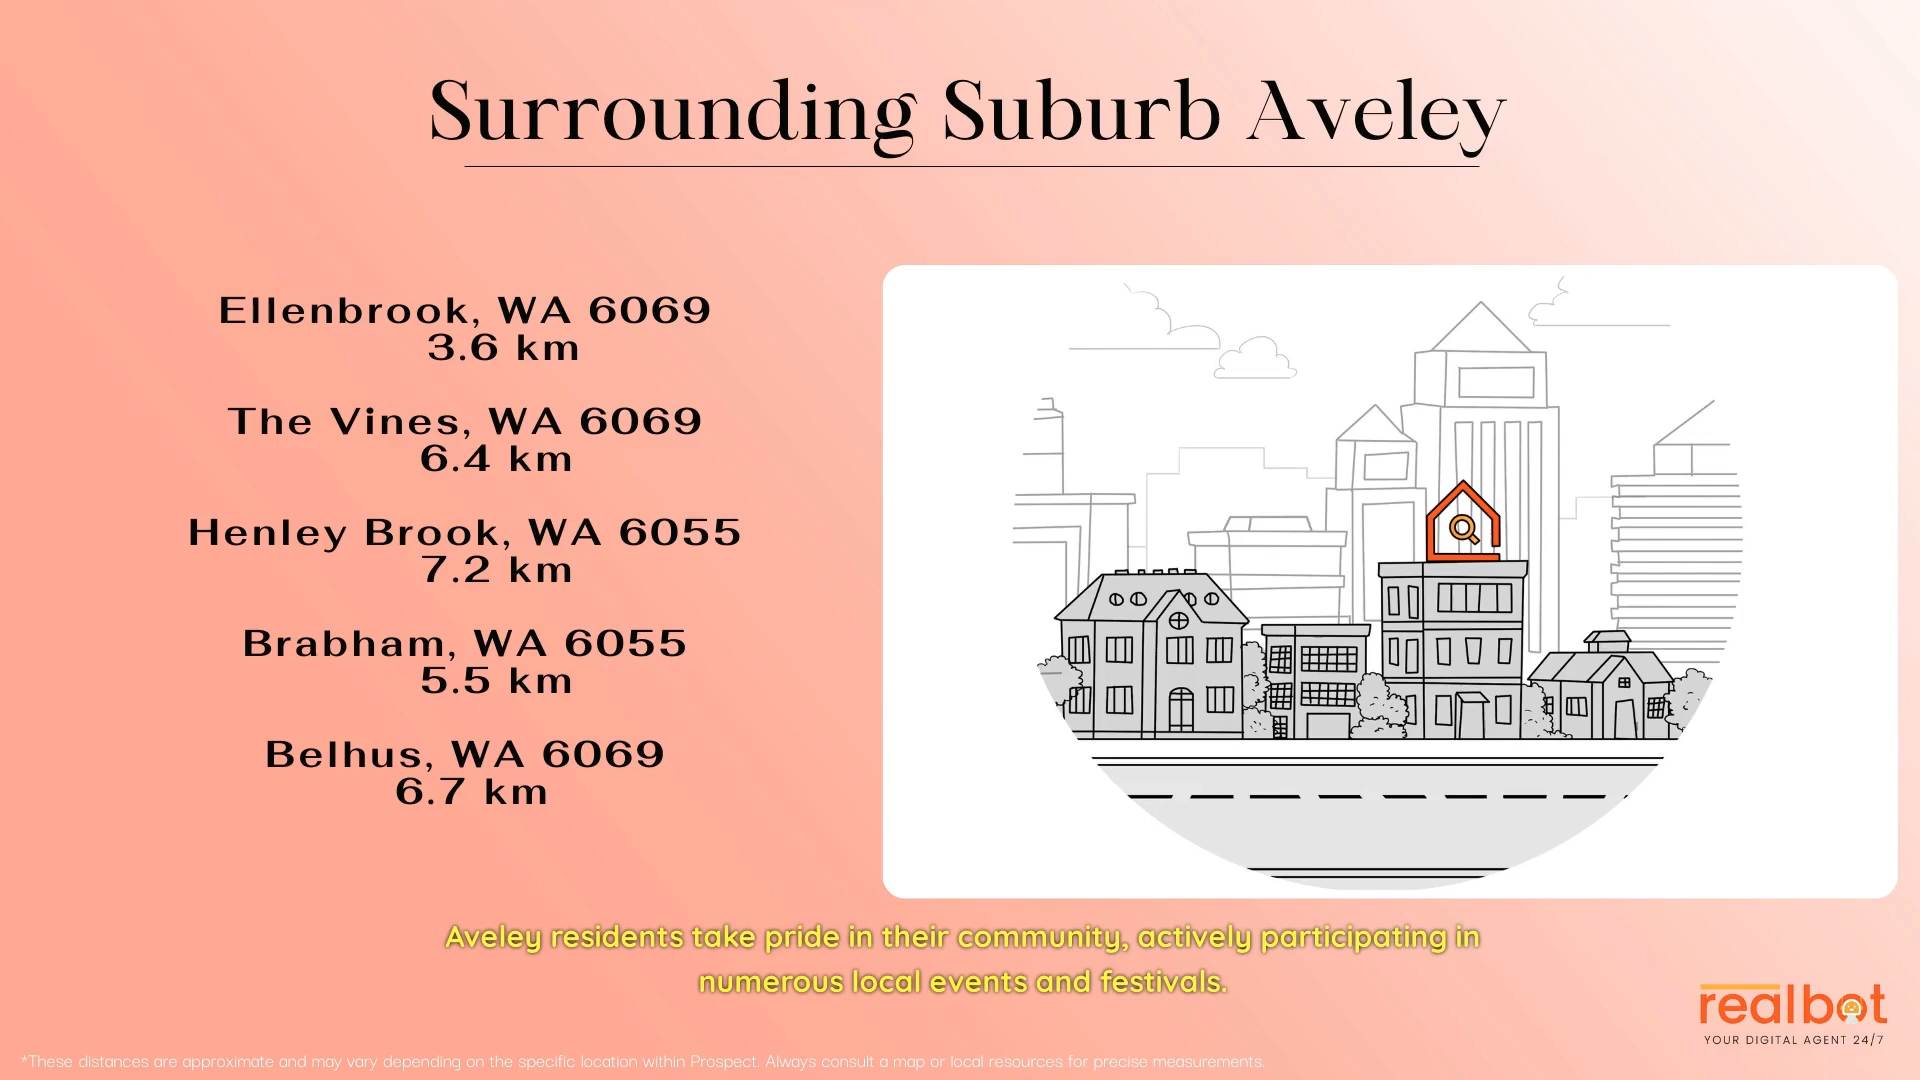 Surrounding Suburb Aveley
Ellenbrook, WA 6069
3.6 km
The Vines, WA 6069
6.4 km
Henley Brook, WA 6055
7.2 km
Brabham, WA 6055
5.5 km
Belhus, WA 6069
6.7 km
Aveley residents take pride in their community, actively participating in
numerous local events and festivals.
realbot
YOUR DIGITAL AGENT 24/7
*These distances are approximate and may vary depending on the specific location within Prospect. Always consult a map or local resources for precise measurements.